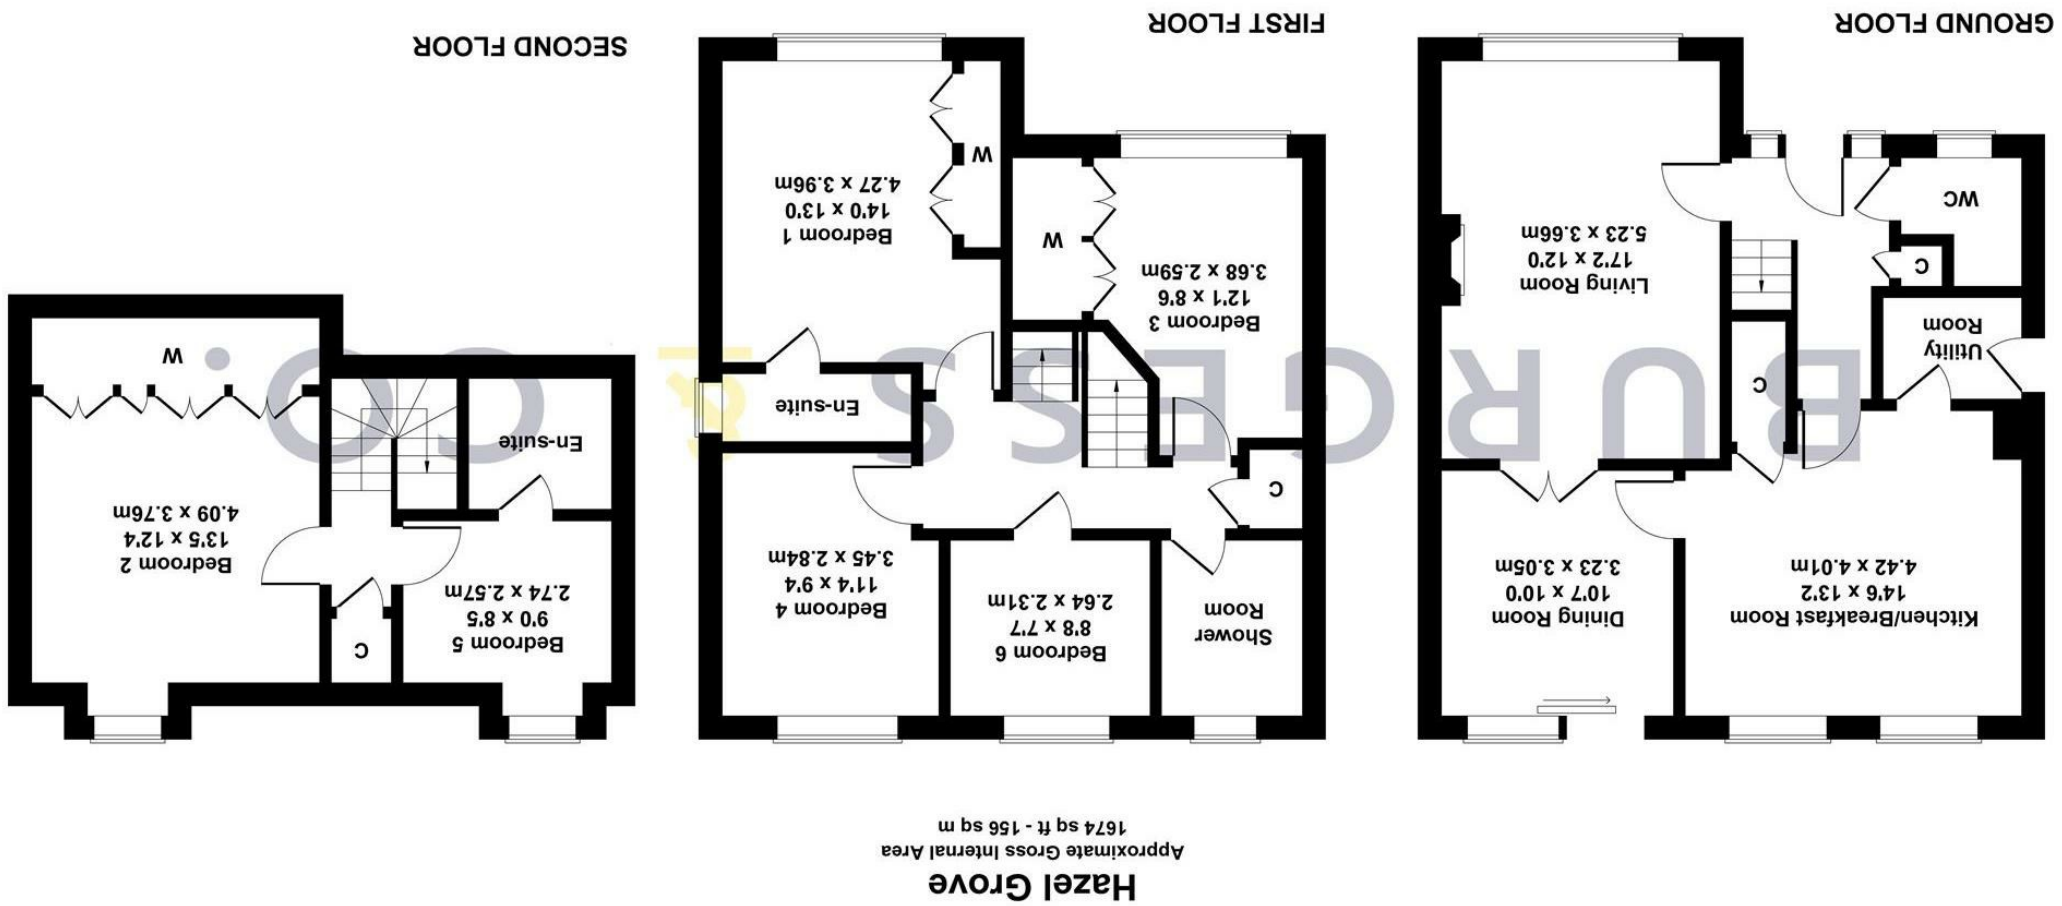 Hazel Grove
Approximate Gross Internal Area
1674 sq ft - 156 sq m
BURGESS & CO.
Kitchen/Breakfast Room
14'6 x 13'2
4.42 x 4.01m
Dining Room
10'7 x 10'0
3.23 x 3.05m
C
Utility
Room
C
WC
Living Room
17'2 x 12'0
5.23 x 3.66m
GROUND FLOOR
Shower
Room
Bedroom 6
8'8 x 7'7
2.64 x 2.31m
Bedroom 4
11'4 x 9'4
3.45 x 2.84m
C
En-suite
Bedroom 3
12'1 x 8'6
3.68 x 2.59m
W
Bedroom 1
14'0 x 13'0
4.27 x 3.96m
W
FIRST FLOOR
Bedroom 5
9'0 x 8'5
2.74 x 2.57m
C
Bedroom 2
13'5 x 12'4
4.09 x 3.76m
En-suite
W
SECOND FLOOR